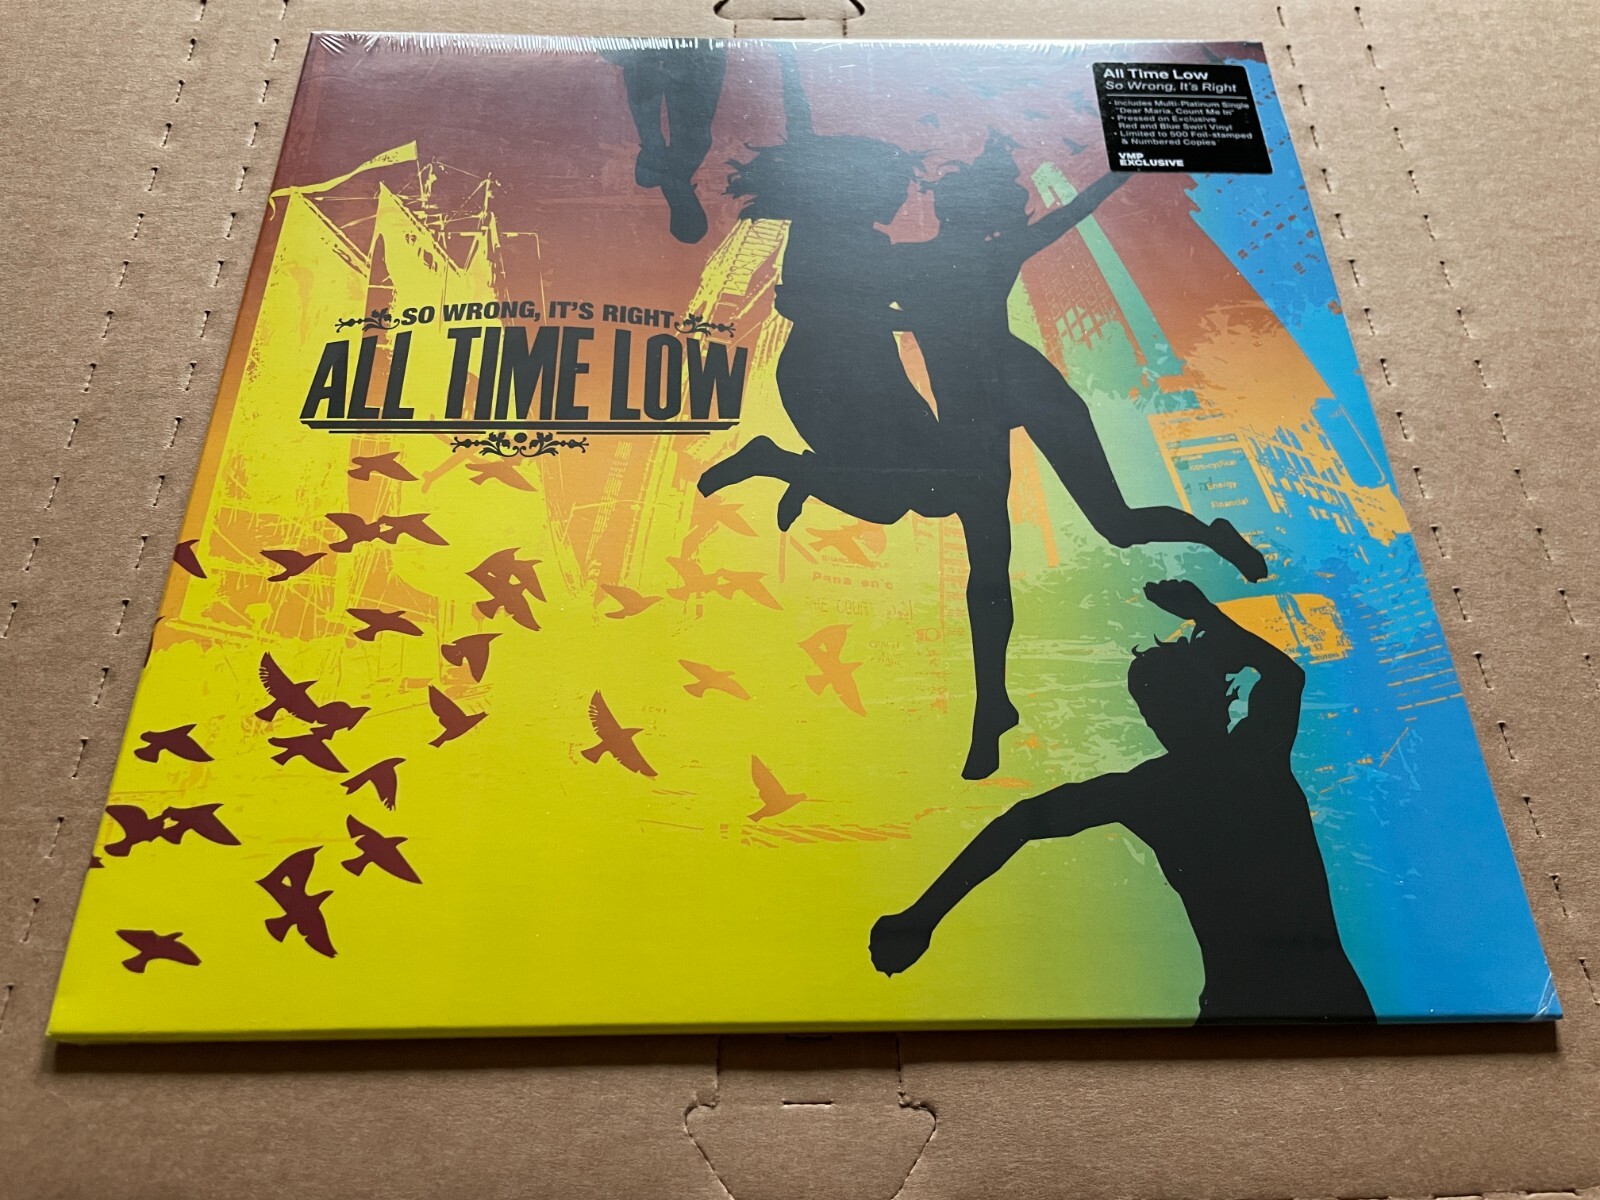 All Time Low
So Wrong, It's Right
· Includes Multi-Platinum Single
"Dear Maria, Count Me In"
· Pressed on Exclusive
Red and Blue Swirl Vinyl
· Limited to 500 Foil-stamped
& Numbered Copies
VMP
EXCLUSIVE
SO WRONG, IT'S RIGHT
ALL TIME LOW
Energy
Financial